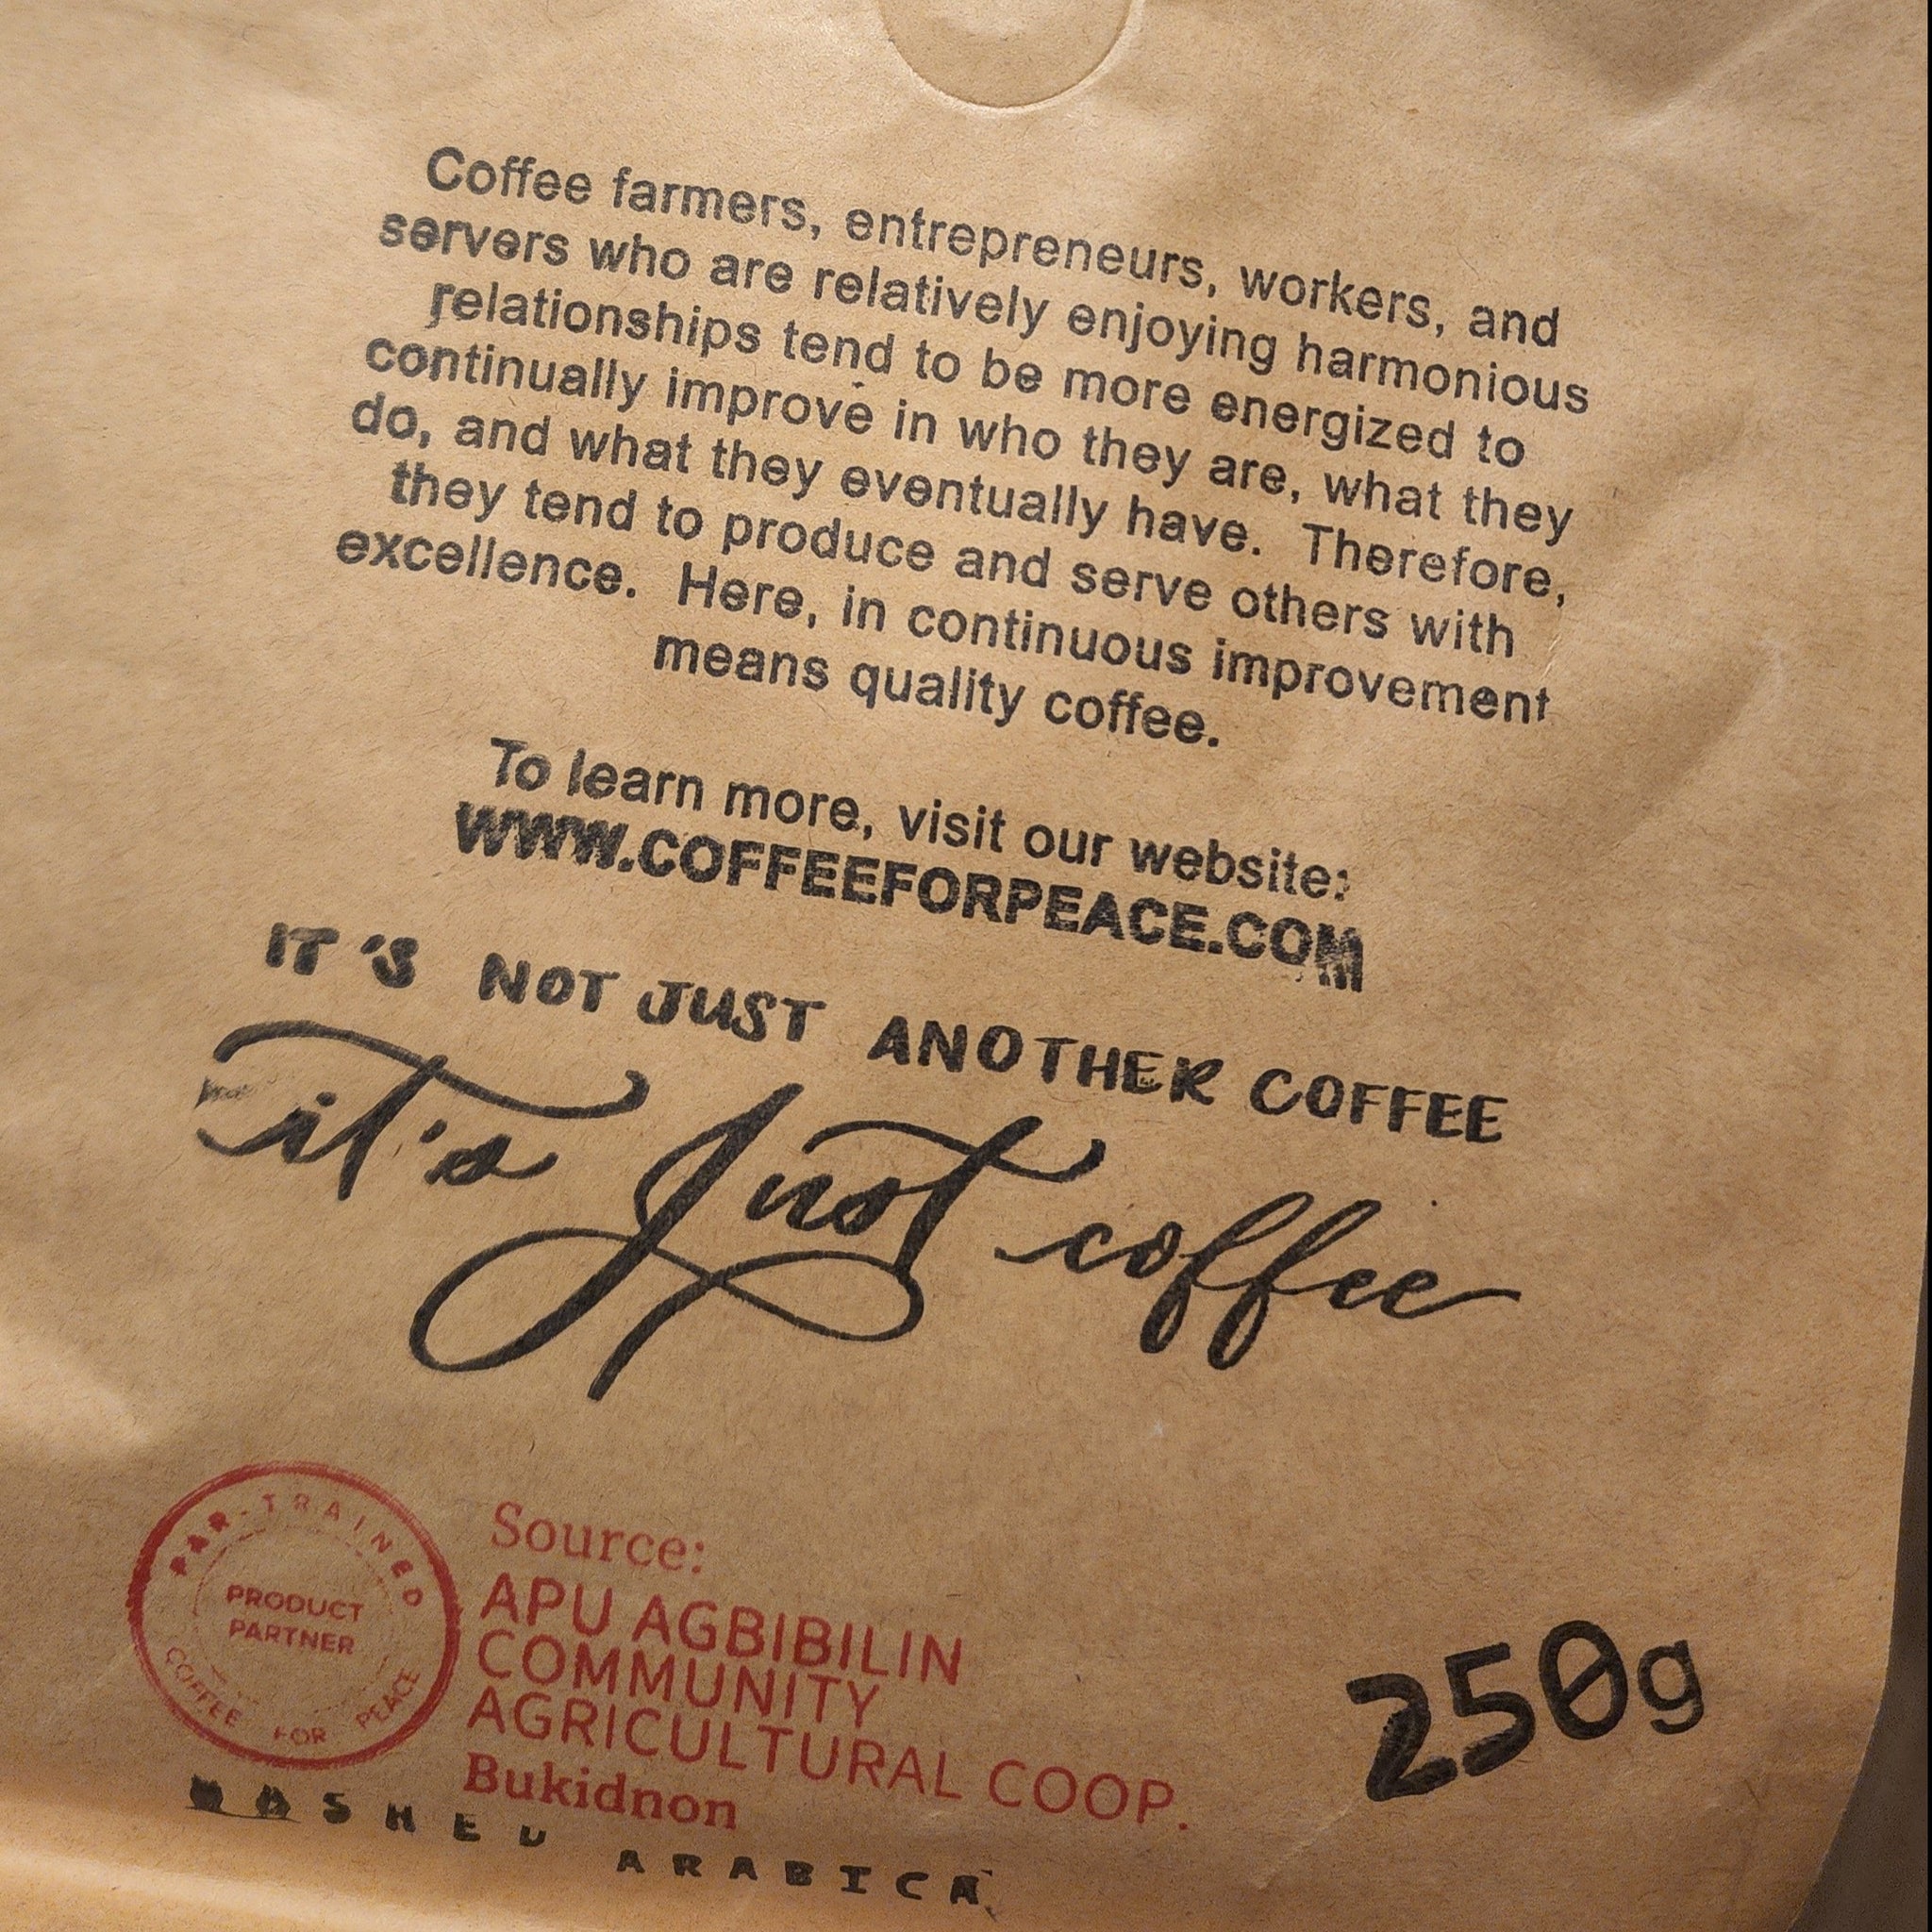 Coffee farmers, entrepreneurs, workers, and
servers who are relatively enjoying harmonious
relationships tend to be more energized to
continually improve in who they are, what they
do, and what they eventually have. Therefore,
they tend to produce and serve others with
excellence. Here, in continuous improvement
means quality coffee.
To learn more, visit our website:
WWW.COFFEEFORPEACE.COM
IT'S NOT JUST ANOTHER COFFEE
it's Just coffee
PAR-TRAINED
PRODUCT
PARTNER
COFFEE FOR PEACE
Source:
APU AGBIBILIN
COMMUNITY
AGRICULTURAL COOP.
Bukidnon
WASHED ARABICA
250g